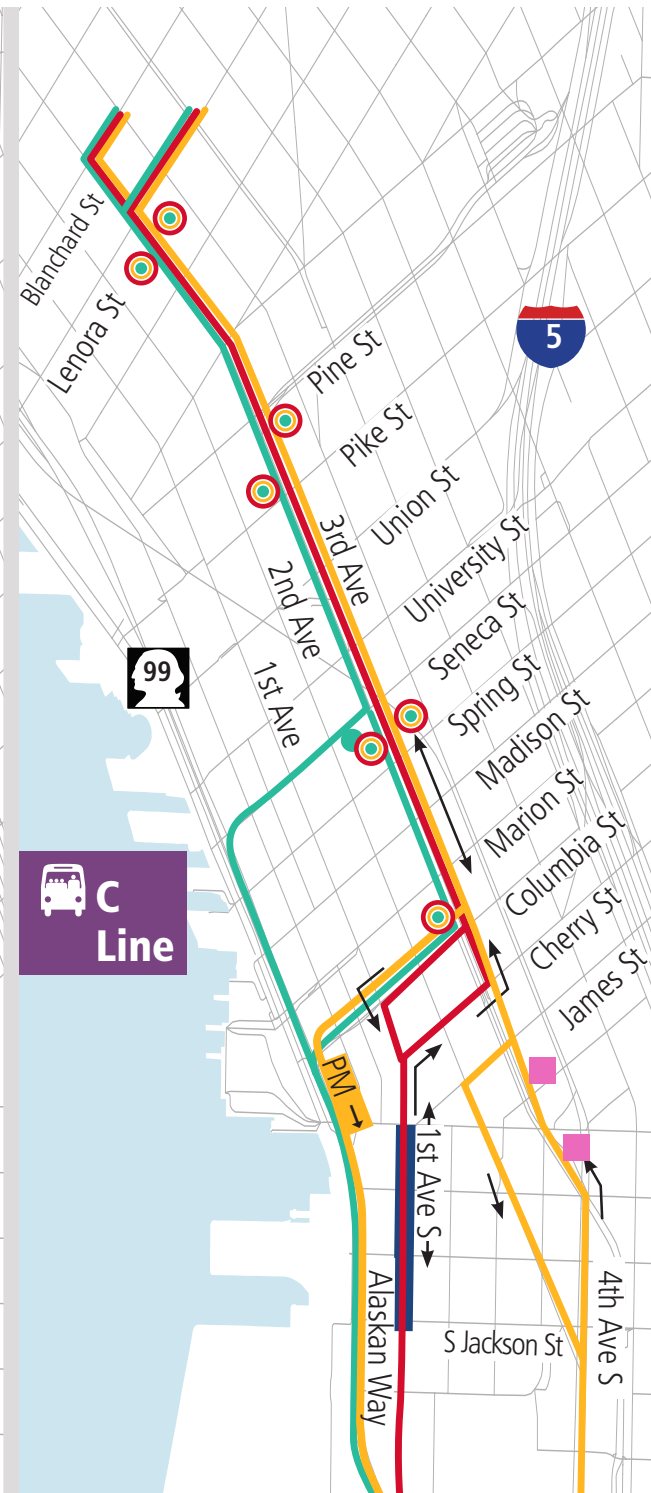 Blanchard St
Lenora St
5
Pine St
Pike St
Union St
3rd Ave
University St
2nd Ave
Seneca St
99
1st Ave
Spring St
Madison St
Marion St
Columbia St
C
Line
Cherry St
James St
PM
1st Ave S
Alaskan Way
4th Ave S
S Jackson St